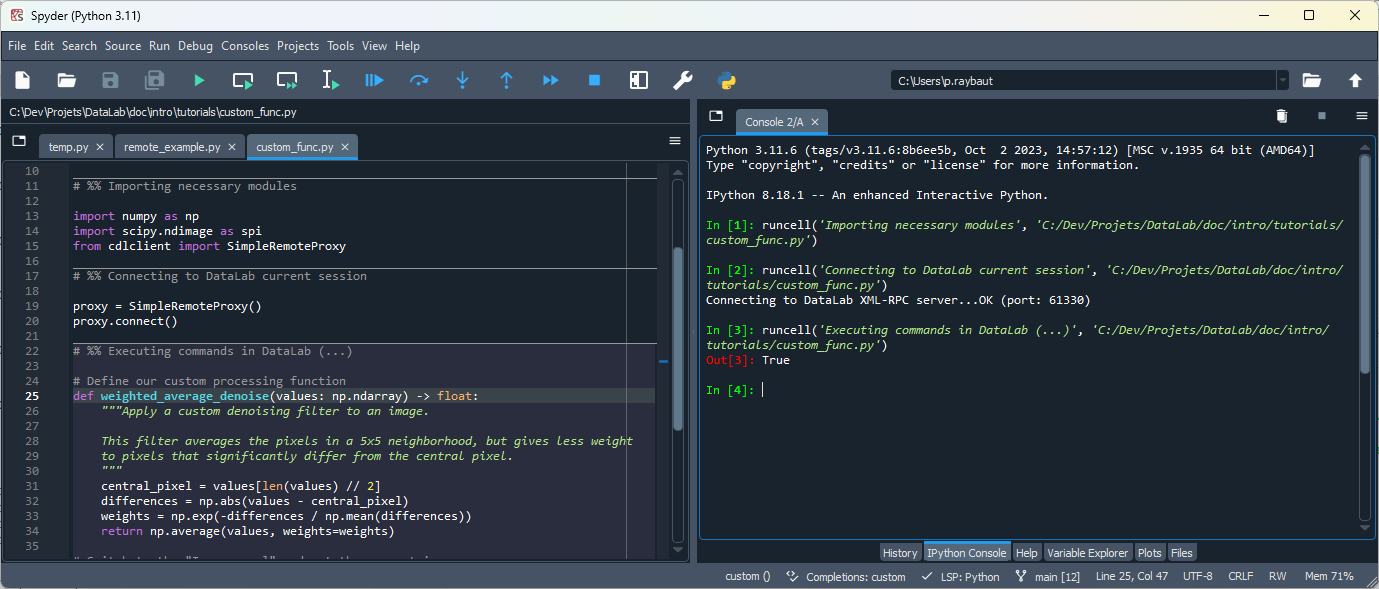 Spyder (Python 3.11)
File Edit Search Source Run Debug Consoles Projects Tools View Help
C:\Users\p.raybaut
C:\Dev\Projets\DataLab\doc\intro\tutorials\custom_func.py
temp.py remote_example.py custom_func.py
10
11 # %% Importing necessary modules
12
13 import numpy as np
14 import scipy.ndimage as spi
15 from cdlclient import SimpleRemoteProxy
16
17 # %% Connecting to DataLab current session
18
19 proxy = SimpleRemoteProxy()
20 proxy.connect()
21
22 # %% Executing commands in DataLab (...)
23
24 # Define our custom processing function
25 def weighted_average_denoise(values: np.ndarray) -> float:
26 """Apply a custom denoising filter to an image.
27
28 This filter averages the pixels in a 5x5 neighborhood, but gives less weight
29 to pixels that significantly differ from the central pixel.
30 """
31 central_pixel = values[len(values) // 2]
32 differences = np.abs(values - central_pixel)
33 weights = np.exp(-differences / np.mean(differences))
34 return np.average(values, weights=weights)
35
Console 2/A
Python 3.11.6 (tags/v3.11.6:8b6ee5b, Oct  2 2023, 14:57:12) [MSC v.1935 64 bit (AMD64)]
Type "copyright", "credits" or "license" for more information.
IPython 8.18.1 -- An enhanced Interactive Python.
In [1]: runcell('Importing necessary modules', 'C:/Dev/Projets/DataLab/doc/intro/tutorials/
custom_func.py')
In [2]: runcell('Connecting to DataLab current session', 'C:/Dev/Projets/DataLab/doc/intro/
tutorials/custom_func.py')
Connecting to DataLab XML-RPC server...OK (port: 61330)
In [3]: runcell('Executing commands in DataLab (...)', 'C:/Dev/Projets/DataLab/doc/intro/
tutorials/custom_func.py')
Out[3]: True
In [4]:
History IPython Console Help Variable Explorer Plots Files
custom () Completions: custom LSP: Python main [12] Line 25, Col 47 UTF-8 CRLF RW Mem 71%